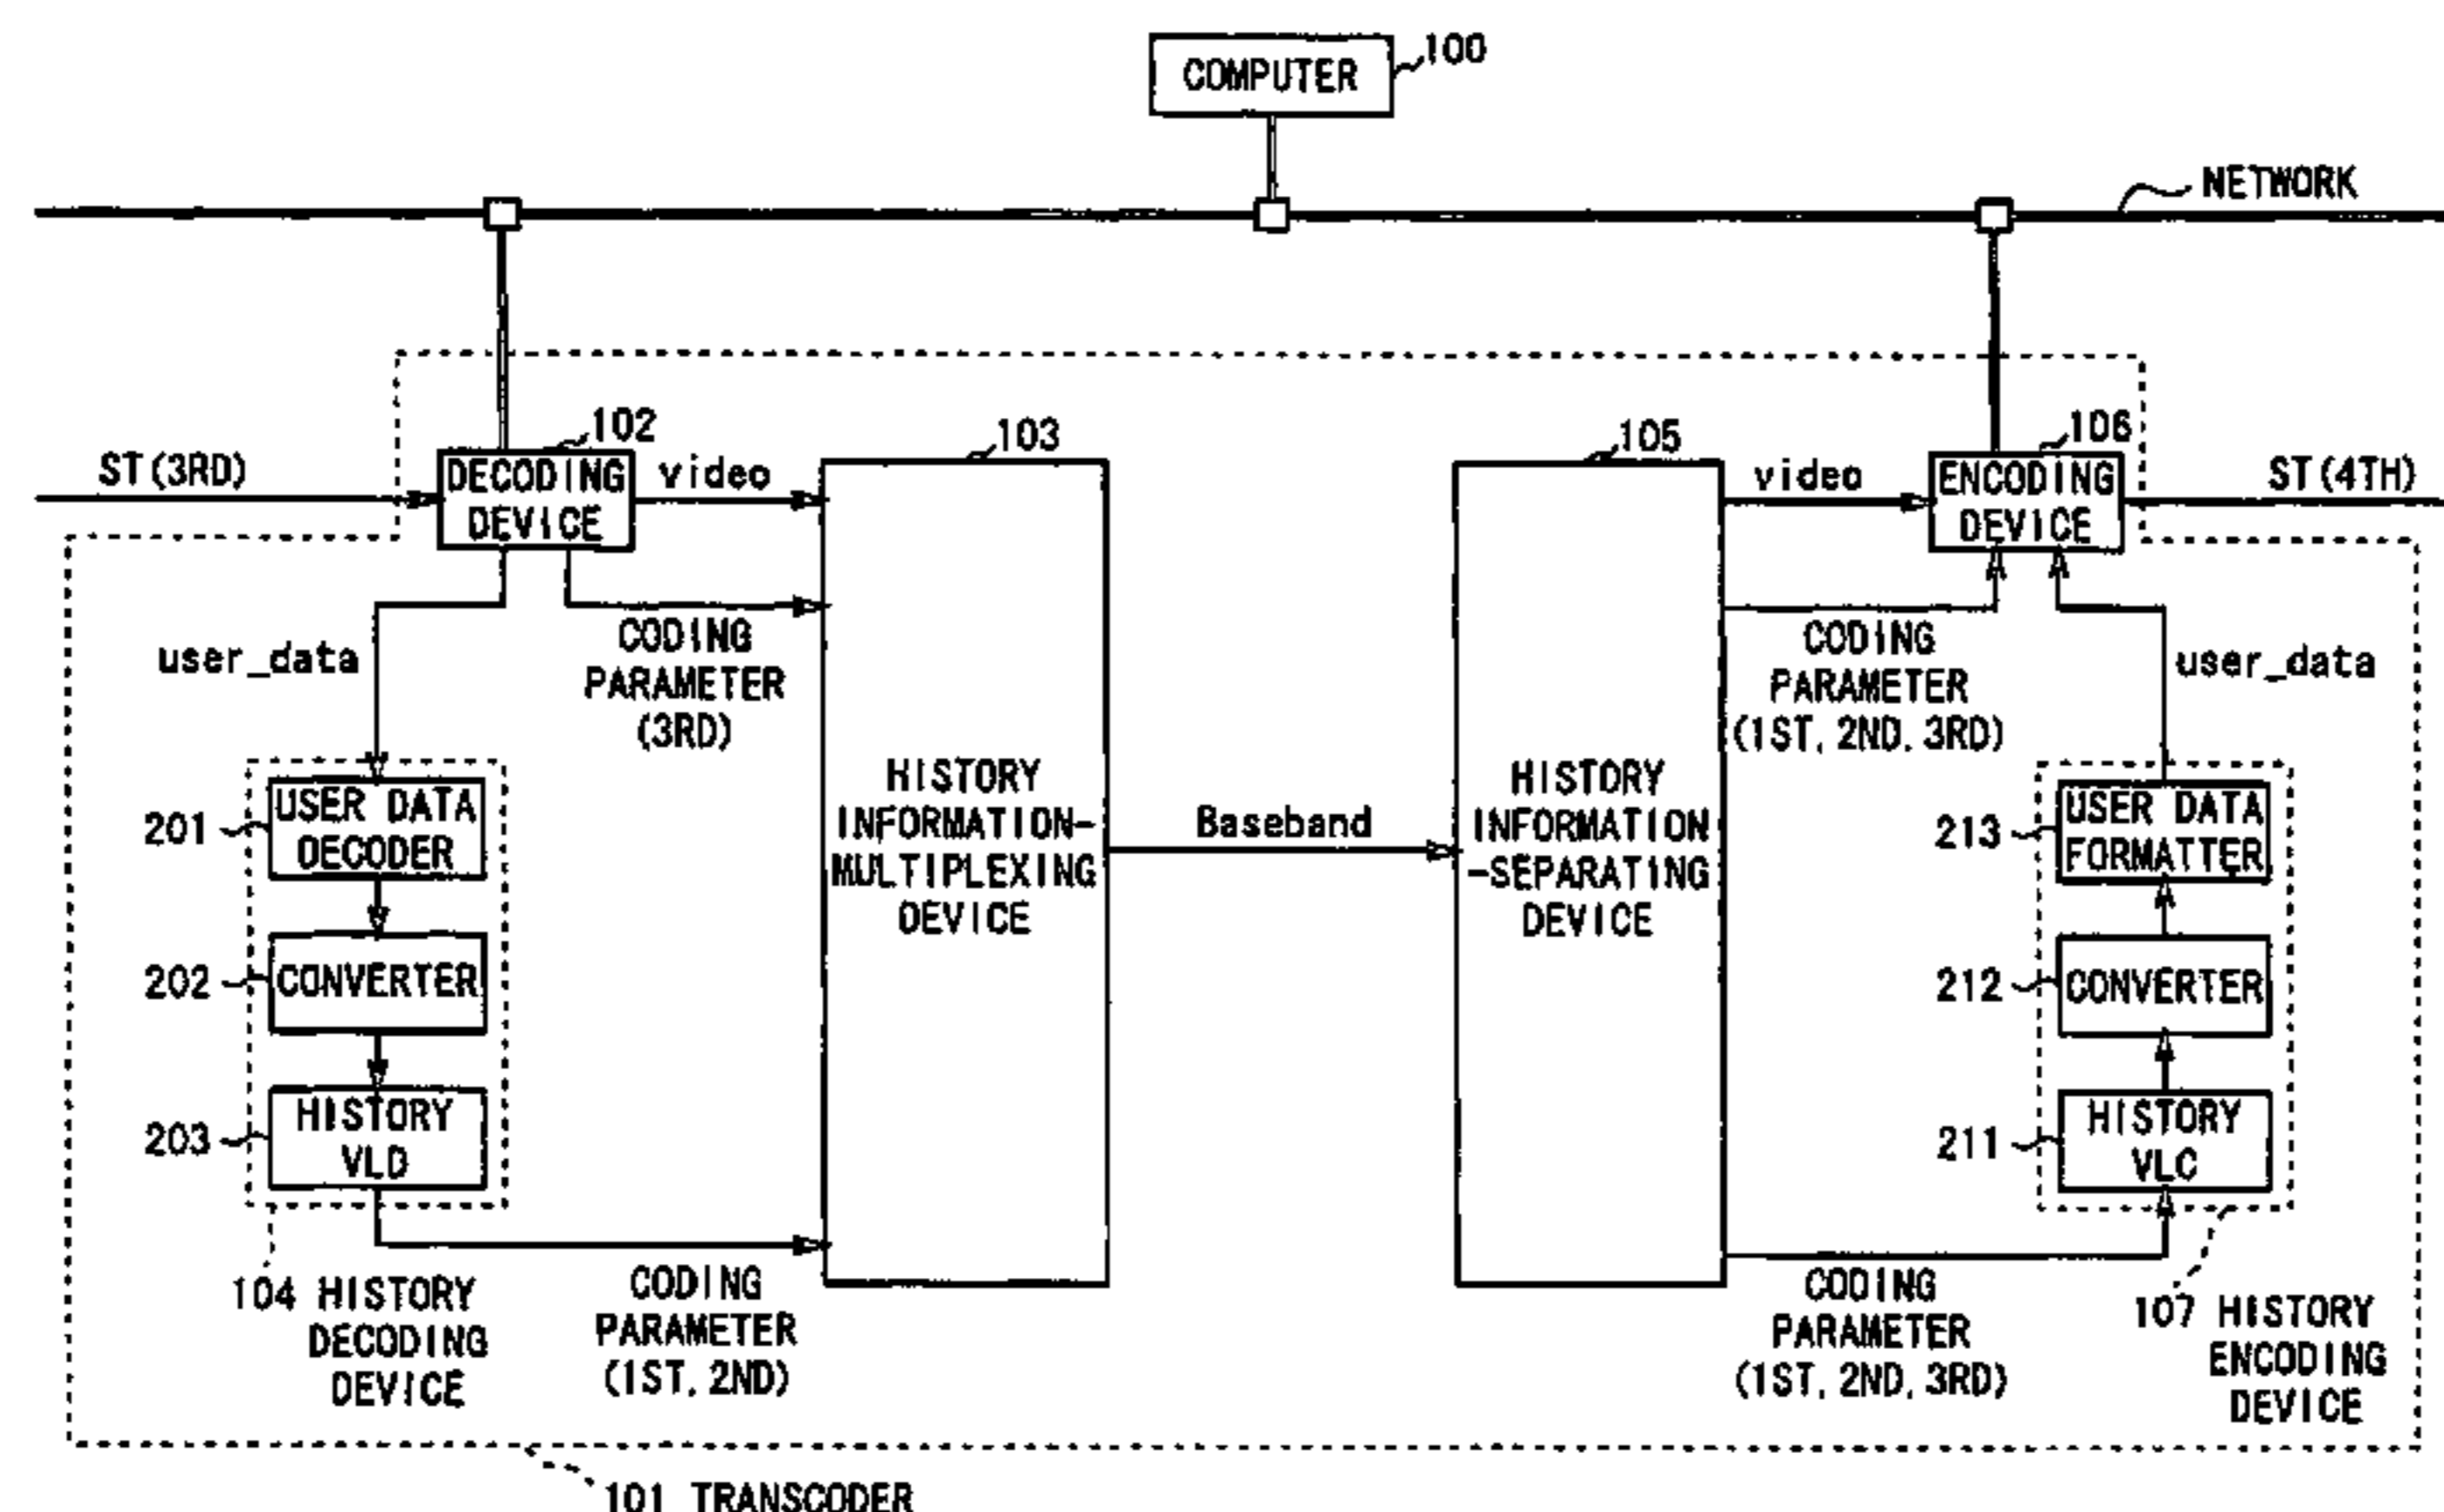 COMPUTER
100
NETWORK
ST(3RD)
102
DECODING
DEVICE
video
103
105
video
106
ENCODING
DEVICE
ST(4TH)
user_data
CODING
PARAMETER
(3RD)
CODING
PARAMETER
(1ST, 2ND, 3RD)
user_data
201
USER DATA
DECODER
202
CONVERTER
203
HISTORY
VLD
HISTORY
INFORMATION-
MULTIPLEXING
DEVICE
Baseband
HISTORY
INFORMATION
-SEPARATING
DEVICE
213
USER DATA
FORMATTER
212
CONVERTER
211
HISTORY
VLC
104 HISTORY
DECODING
DEVICE
CODING
PARAMETER
(1ST, 2ND)
CODING
PARAMETER
(1ST, 2ND, 3RD)
107 HISTORY
ENCODING
DEVICE
101 TRANSCODER